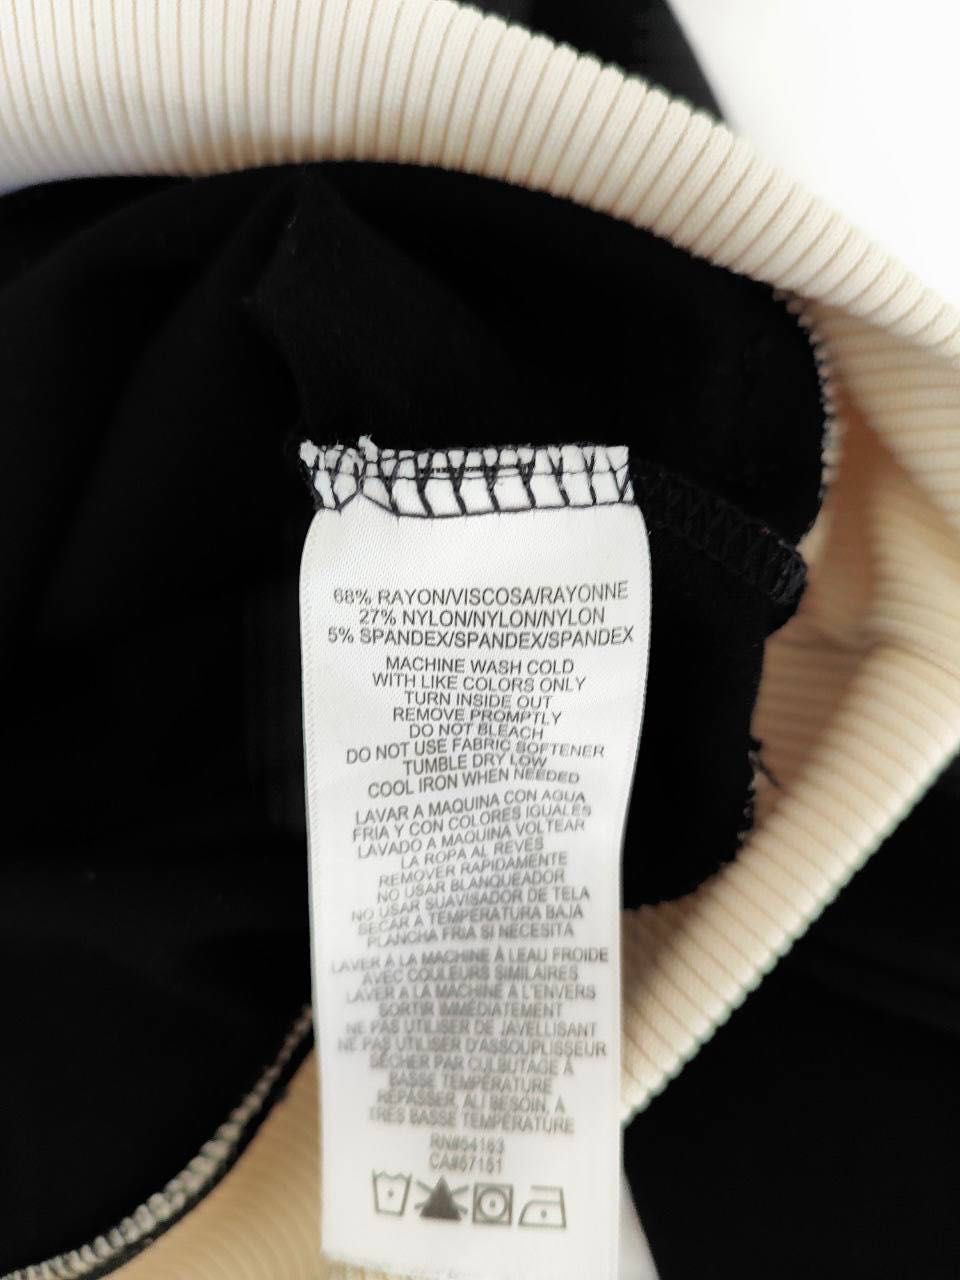 68% RAYON/VISCOSA/RAYONNE
27% NYLON/NYLON/NYLON
5% SPANDEX/SPANDEX/SPANDEX
MACHINE WASH COLD
WITH LIKE COLORS ONLY
TURN INSIDE OUT
REMOVE PROMPTLY
DO NOT BLEACH
DO NOT USE FABRIC SOFTENER
TUMBLE DRY LOW
COOL IRON WHEN NEEDED
LAVAR A MAQUINA CON AGUA
FRIA Y CON COLORES IGUALES
LAVADO A MAQUINA VOLTEAR
LA ROPA AL REVES
REMOVER RAPIDAMENTE
NO USAR BLANQUEADOR
NO USAR SUAVISADOR DE TELA
SECAR A TEMPERATURA BAJA
PLANCHA FRIA SI NECESITA
LAVER A LA MACHINE À LEAU FROIDE
AVEC COULEURS SIMILAIRES
LAVER A LA MACHINE A L'ENVERS
SORTIR IMMÉDIATEMENT
NE PAS UTILISER DE JAVELLISANT
NE PAS UTILISER D'ASSOUPLISSEUR
SÉCHER PAR CULBUTAGE À
BASSE TEMPÉRATURE
RÉPASSER, AU BESOIN, A
TRES BASSE TEMPÉRATURE
RN#54163
CA#57151